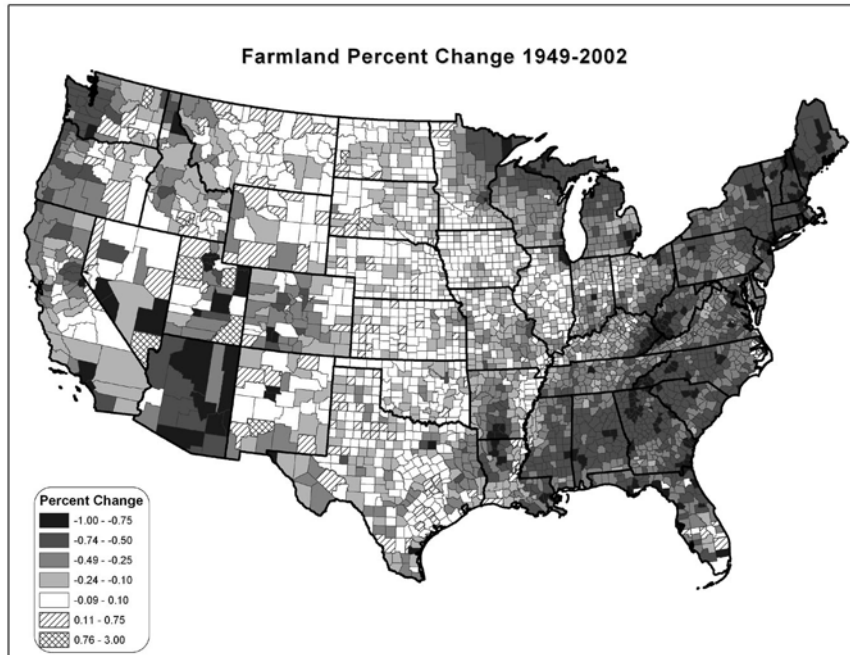 Farmland Percent Change 1949-2002
Percent Change
-1.00 - -0.75
-0.74 - -0.50
-0.49 - -0.25
-0.24 - -0.10
-0.09 - 0.10
0.11 - 0.75
0.76 - 3.00